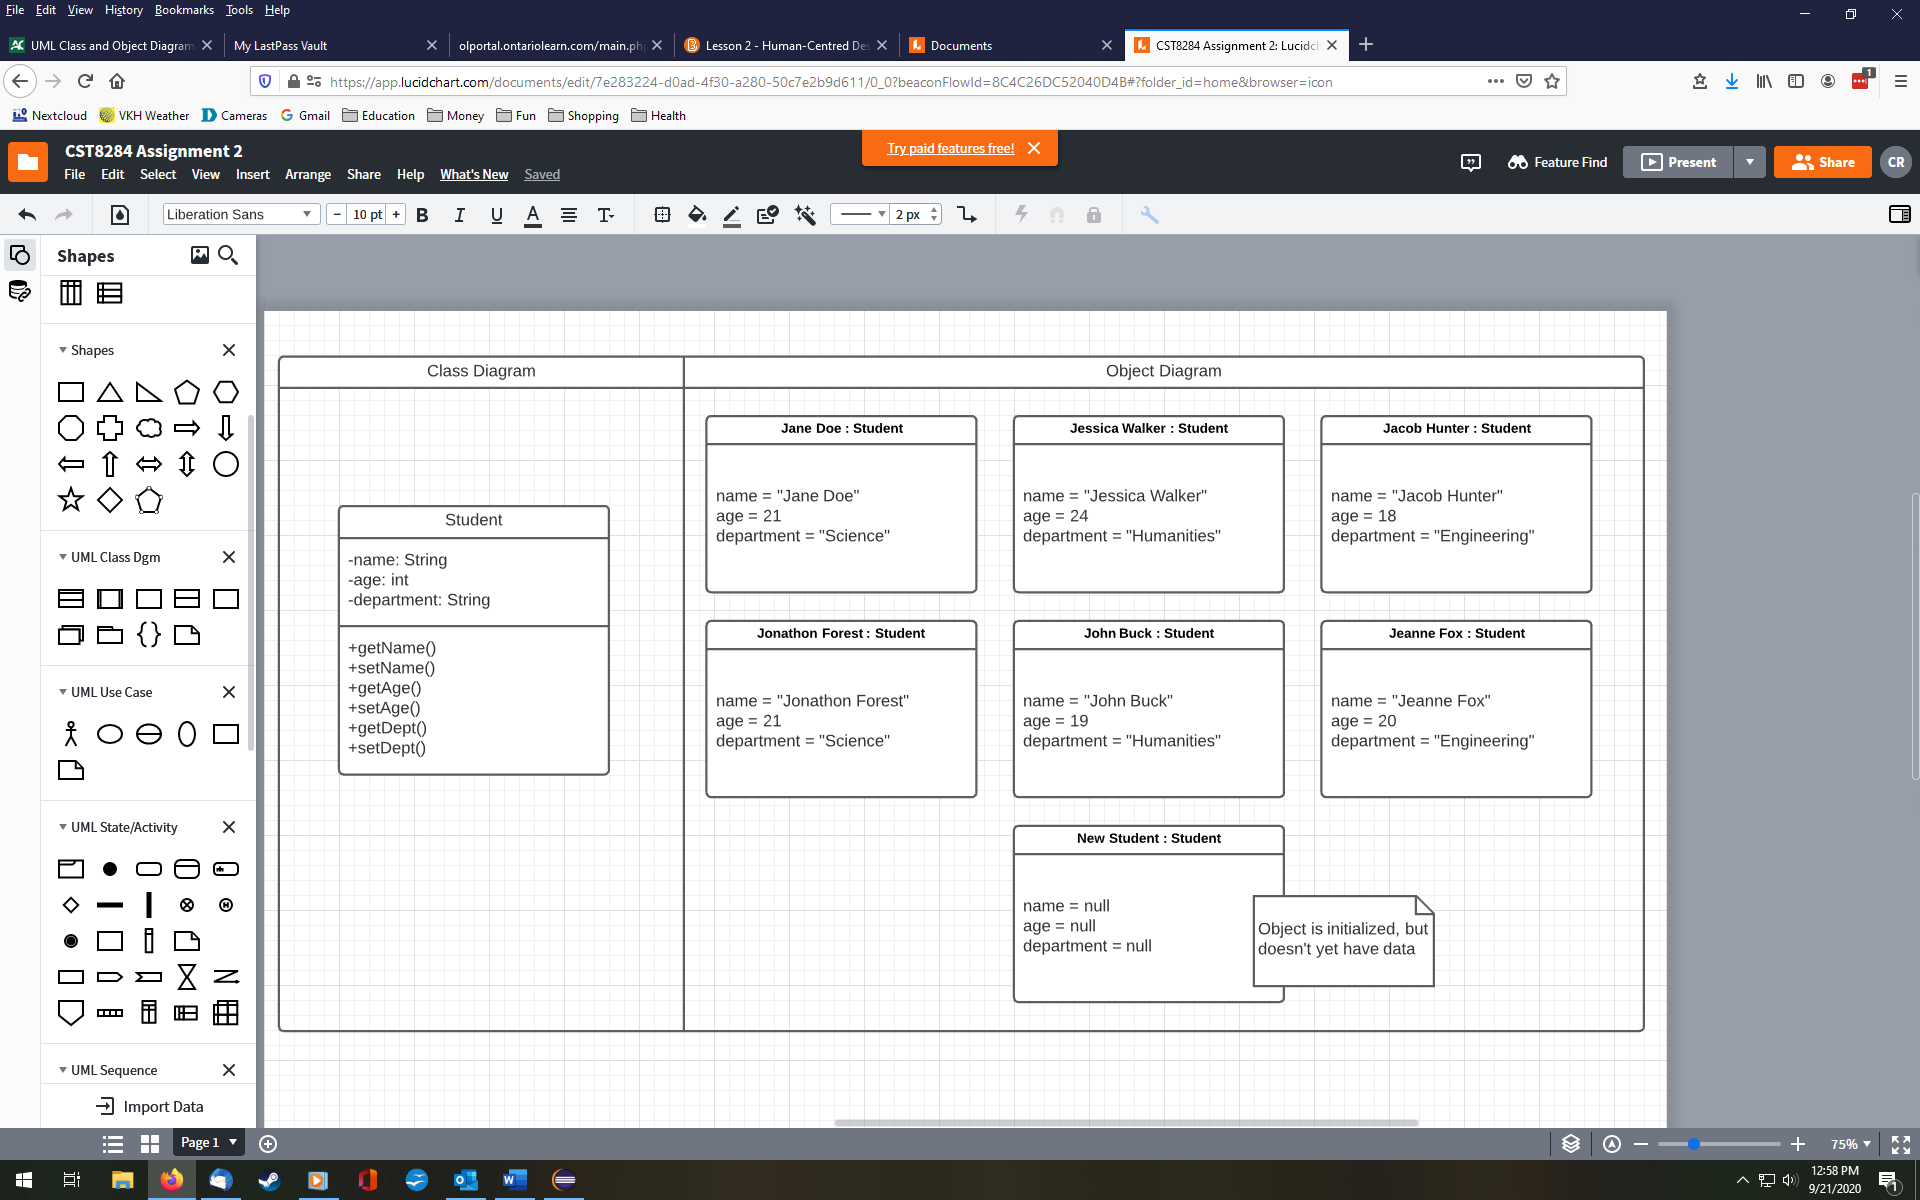 File Edit View History Bookmarks Tools Help
UML Class and Object Diagram
My LastPass Vault
olportal.ontariolearn.com/main.ph
Lesson 2 - Human-Centred De
Documents
CST8284 Assignment 2: Lucidch
https://app.lucidchart.com/documents/edit/7e283224-d0ad-4f30-a280-50c7e2b9d611/0_0?beaconFlowId=8C4C26DC52040D4B#?folder_id=home&browser=icon
1
Nextcloud VKH Weather Cameras Gmail Education Money Fun Shopping Health
CST8284 Assignment 2
Try paid features free!
File Edit Select View Insert Arrange Share Help What's New Saved
Feature Find
Present
Share
CR
Liberation Sans
10 pt
B I U A
2 px
Shapes
Shapes
UML Class Dgm
UML Use Case
UML State/Activity
UML Sequence
Import Data
Class Diagram
Student
-name: String
-age: int
-department: String
+getName()
+setName()
+getAge()
+setAge()
+getDept()
+setDept()
Object Diagram
Jane Doe : Student
name = "Jane Doe"
age = 21
department = "Science"
Jessica Walker : Student
name = "Jessica Walker"
age = 24
department = "Humanities"
Jacob Hunter : Student
name = "Jacob Hunter"
age = 18
department = "Engineering"
Jonathon Forest : Student
name = "Jonathon Forest"
age = 21
department = "Science"
John Buck : Student
name = "John Buck"
age = 19
department = "Humanities"
Jeanne Fox : Student
name = "Jeanne Fox"
age = 20
department = "Engineering"
New Student : Student
name = null
age = null
department = null
Object is initialized, but
doesn't yet have data
Page 1
75%
12:58 PM
9/21/2020
1